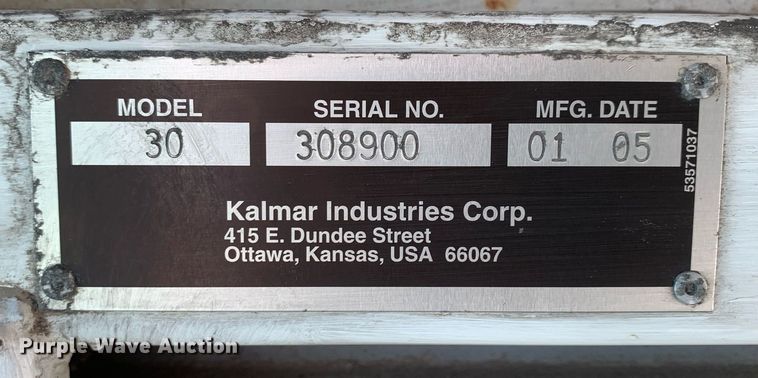 MODEL SERIAL NO. MFG. DATE
30 308900 01 05
53571037
Kalmar Industries Corp.
415 E. Dundee Street
Ottawa, Kansas, USA 66067
Purple Wave Auction